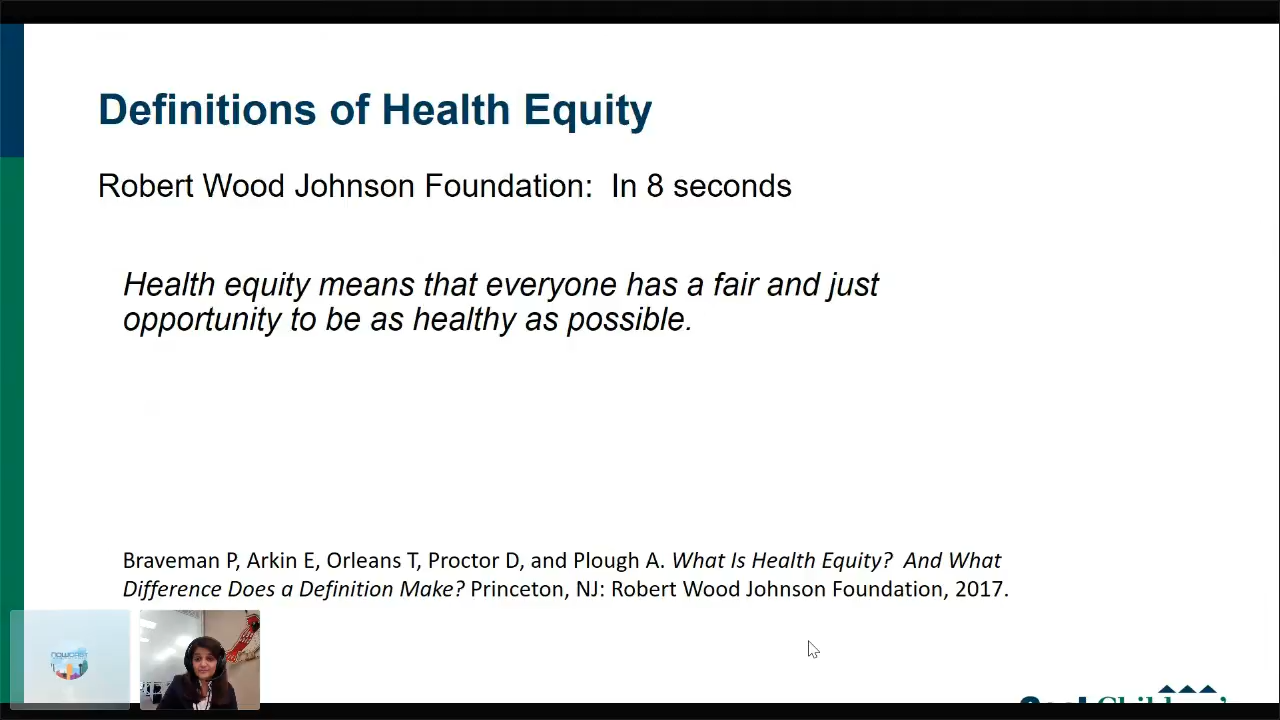 Definitions of Health Equity
Robert Wood Johnson Foundation:  In 8 seconds
Health equity means that everyone has a fair and just
opportunity to be as healthy as possible.
Braveman P, Arkin E, Orleans T, Proctor D, and Plough A. What Is Health Equity?  And What
Difference Does a Definition Make? Princeton, NJ: Robert Wood Johnson Foundation, 2017.